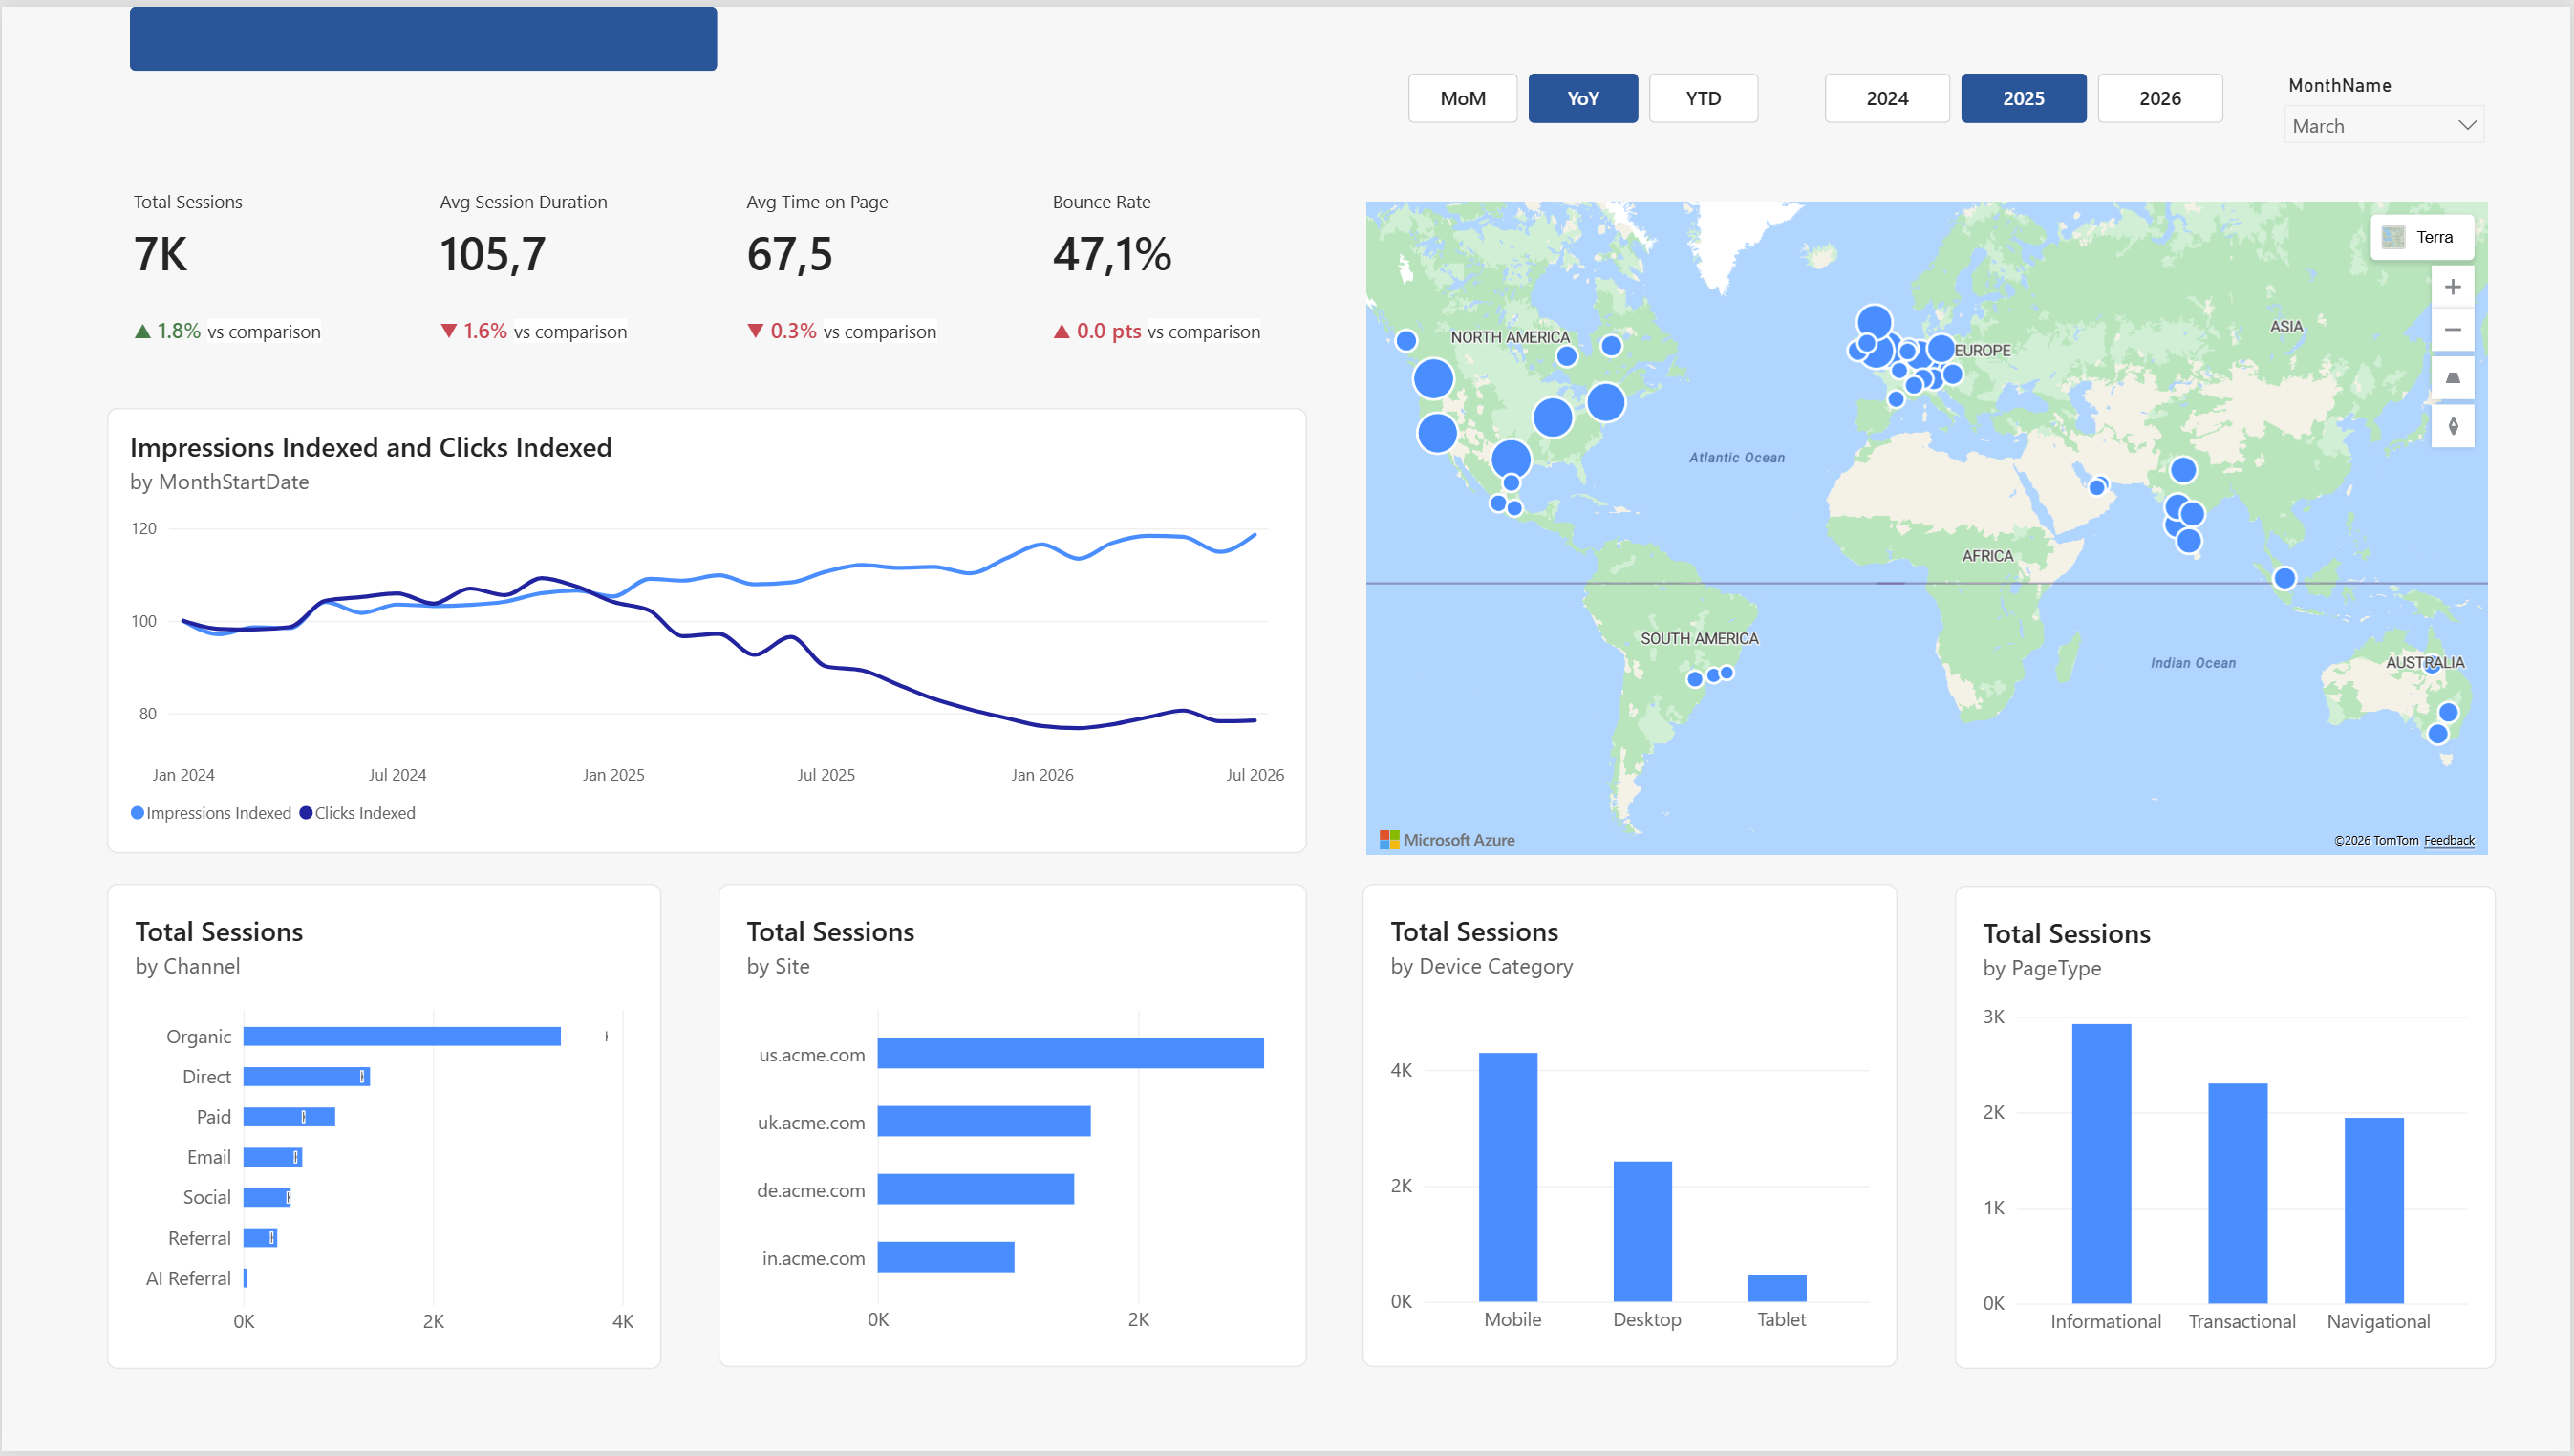 MoM YoY YTD 2024 2025 2026
MonthName
March
Total Sessions
7K
▲ 1.8% vs comparison
Avg Session Duration
105,7
▼ 1.6% vs comparison
Avg Time on Page
67,5
▼ 0.3% vs comparison
Bounce Rate
47,1%
▲ 0.0 pts vs comparison
Impressions Indexed and Clicks Indexed
by MonthStartDate
120
100
80
Jan 2024 Jul 2024 Jan 2025 Jul 2025 Jan 2026 Jul 2026
Impressions Indexed Clicks Indexed
Terra
NORTH AMERICA
EUROPE
ASIA
Atlantic Ocean
AFRICA
SOUTH AMERICA
Indian Ocean
AUSTRALIA
Microsoft Azure
©2026 TomTom Feedback
Total Sessions
by Channel
Organic
Direct
Paid
Email
Social
Referral
AI Referral
0K 2K 4K
Total Sessions
by Site
us.acme.com
uk.acme.com
de.acme.com
in.acme.com
0K 2K
Total Sessions
by Device Category
4K
2K
0K
Mobile Desktop Tablet
Total Sessions
by PageType
3K
2K
1K
0K
Informational Transactional Navigational